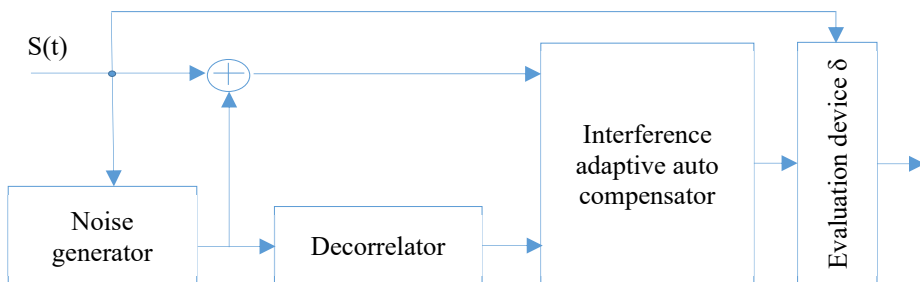 S(t)
Noise
generator
Decorrelator
Interference
adaptive auto
compensator
Evaluation device δ